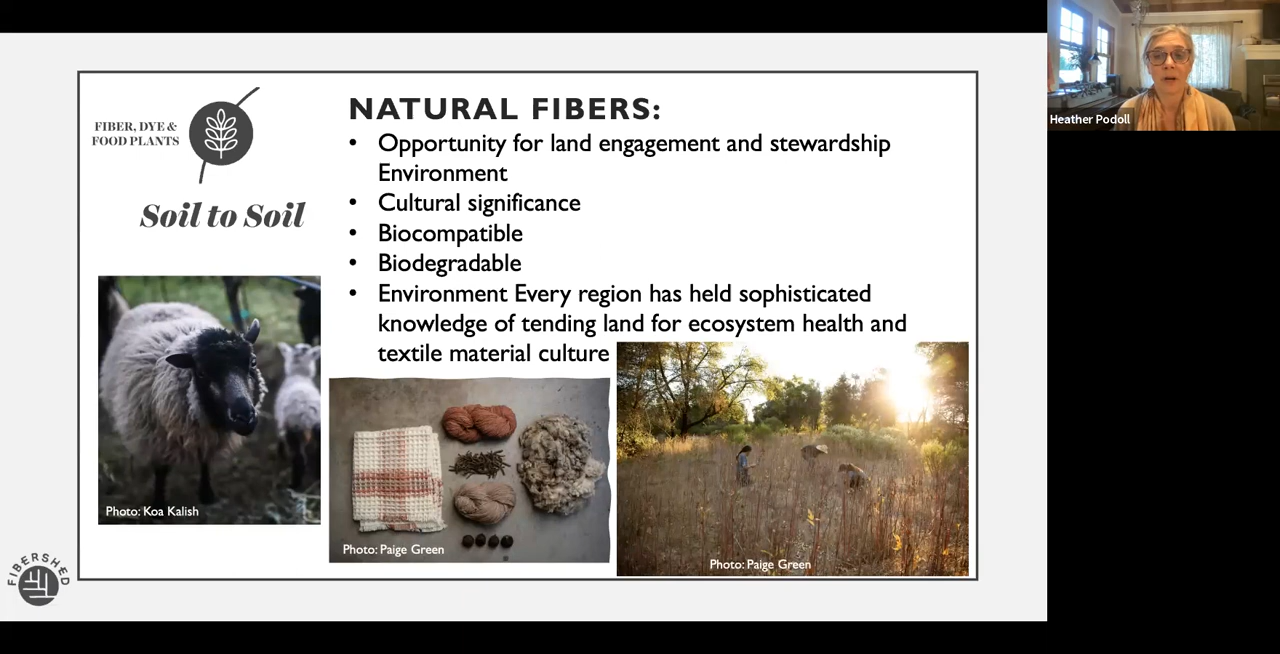 FIBER, DYE &
FOOD PLANTS
Soil to Soil
NATURAL FIBERS:
• Opportunity for land engagement and stewardship
Environment
• Cultural significance
• Biocompatible
• Biodegradable
• Environment Every region has held sophisticated
knowledge of tending land for ecosystem health and
textile material culture
Photo: Koa Kalish
Photo: Paige Green
Photo: Paige Green
FIBERSHED
Heather Podoll